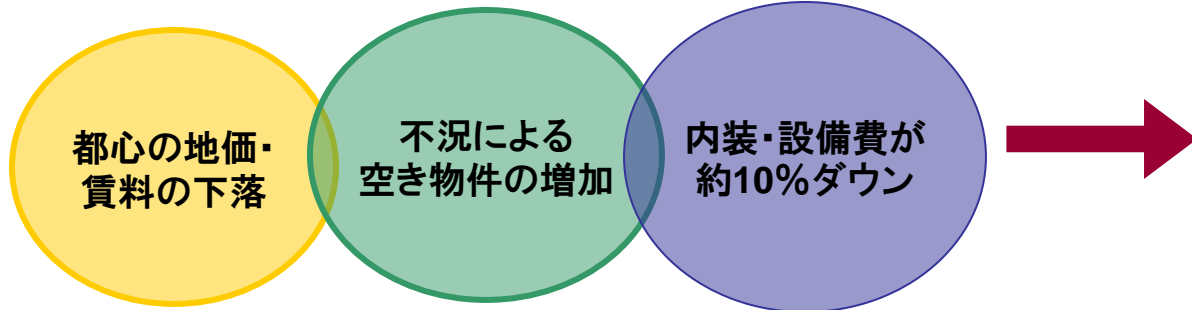 都心の地価・
賃料の下落
不況による
空き物件の増加
内装・設備費が
約10%ダウン